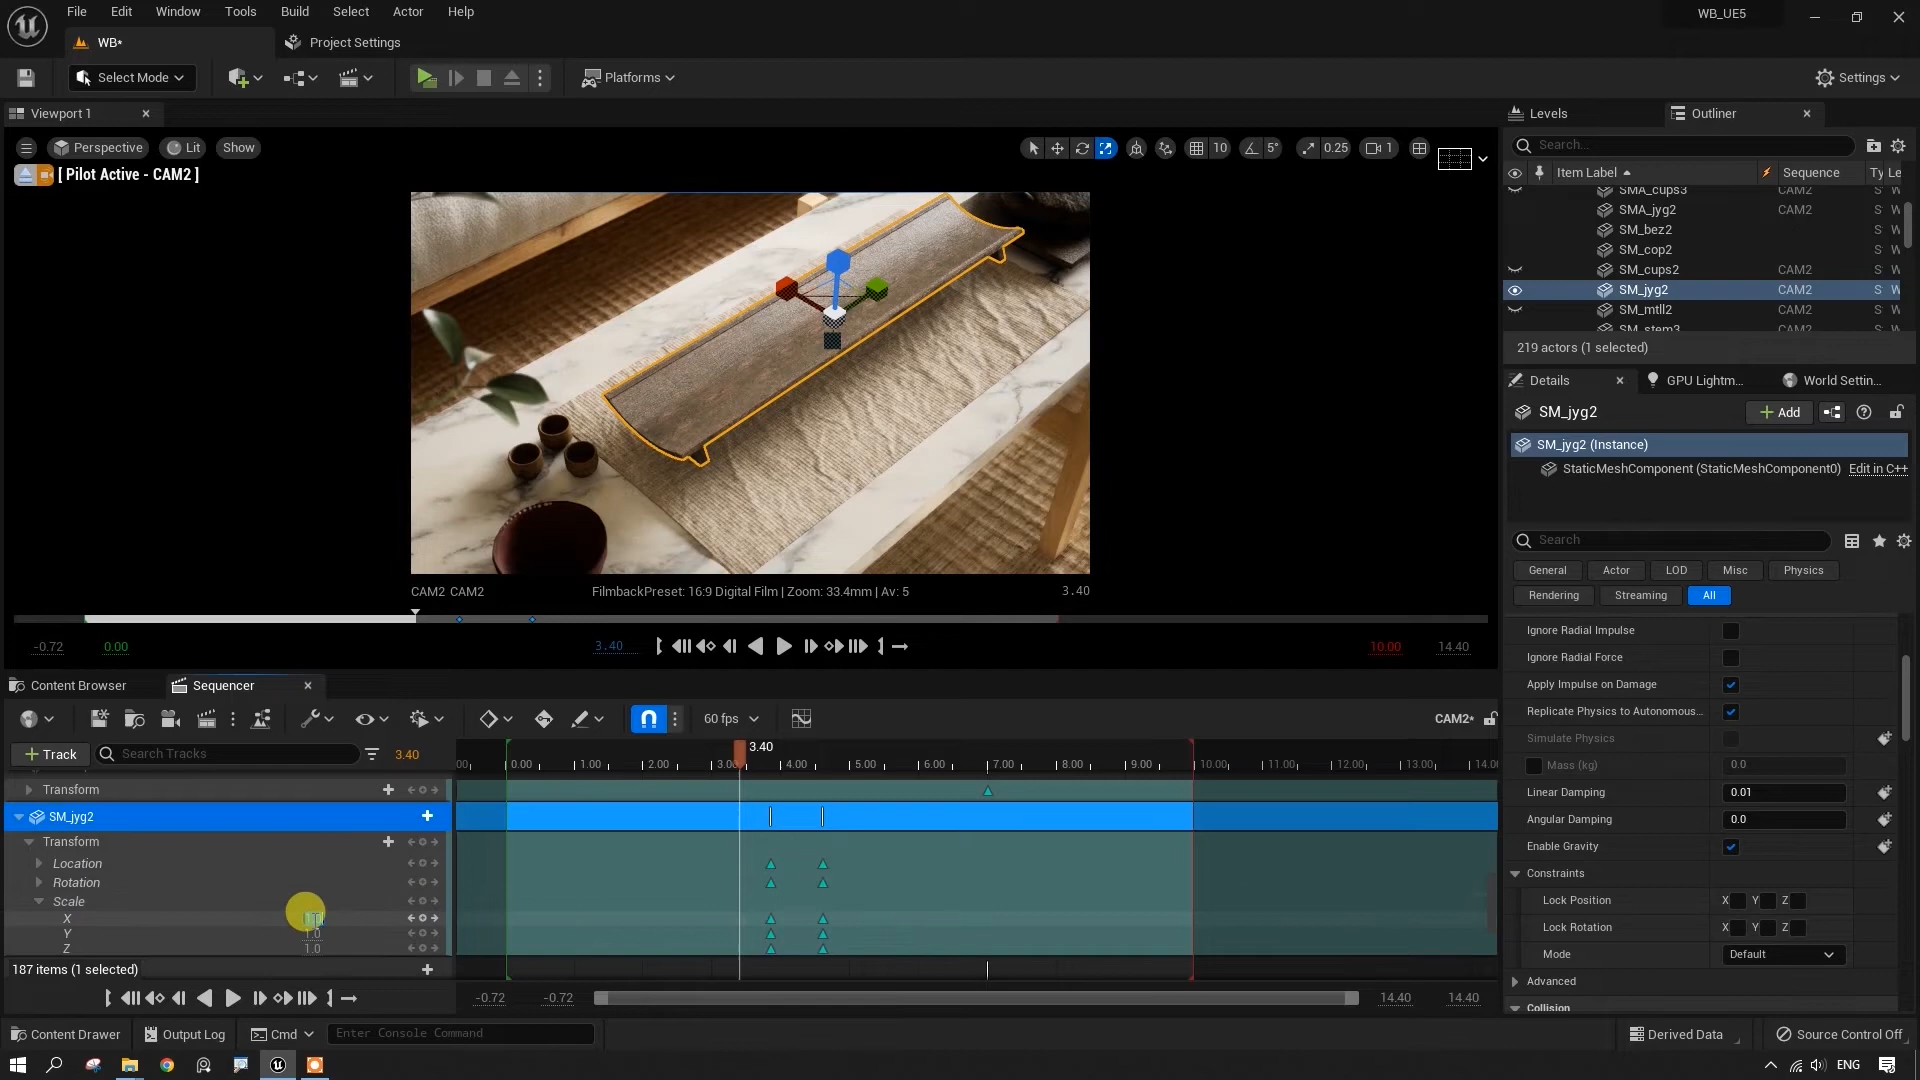 File Edit Window Tools Build Select Actor Help
WB_UE5
WB*
Project Settings
Select Mode
Platforms
Settings
Viewport 1
Levels
Outliner
Perspective
Lit
Show
10
5°
0.25
1
Search...
[ Pilot Active - CAM2 ]
Item Label
Sequence
Ty Le
SMA_cups3 CAM2 S W
SMA_jyg2 CAM2 S W
SM_bez2 S W
SM_cop2 S W
SM_cups2 CAM2 S W
SM_jyg2 CAM2 S W
SM_mtll2 CAM2 S W
SM_stem3 CAM2 S W
219 actors (1 selected)
Details
GPU Lightm...
World Settin...
SM_jyg2
Add
SM_jyg2 (Instance)
StaticMeshComponent (StaticMeshComponent0) Edit in C++
Search
General
Actor
LOD
Misc
Physics
Rendering
Streaming
All
CAM2 CAM2
FilmbackPreset: 16:9 Digital Film | Zoom: 33.4mm | Av: 5
3.40
-0.72
0.00
3.40
10.00
14.40
Ignore Radial Impulse
Ignore Radial Force
Apply Impulse on Damage
Replicate Physics to Autonomous...
Simulate Physics
Mass (kg) 0.0
Linear Damping 0.01
Angular Damping 0.0
Enable Gravity
Constraints
Lock Position X Y Z
Lock Rotation X Y Z
Mode Default
Advanced
Collision
Content Browser
Sequencer
60 fps
CAM2*
Track
Search Tracks
3.40
3.40
00 0.00 1.00 2.00 3.00 4.00 5.00 6.00 7.00 8.00 9.00 10.00 11.00 12.00 13.00 14.0
Transform
SM_jyg2
Transform
Location
Rotation
Scale
X
Y 1.0
Z 1.0
187 items (1 selected)
-0.72
-0.72
14.40
14.40
Content Drawer
Output Log
Cmd
Enter Console Command
Derived Data
Source Control Off
ENG